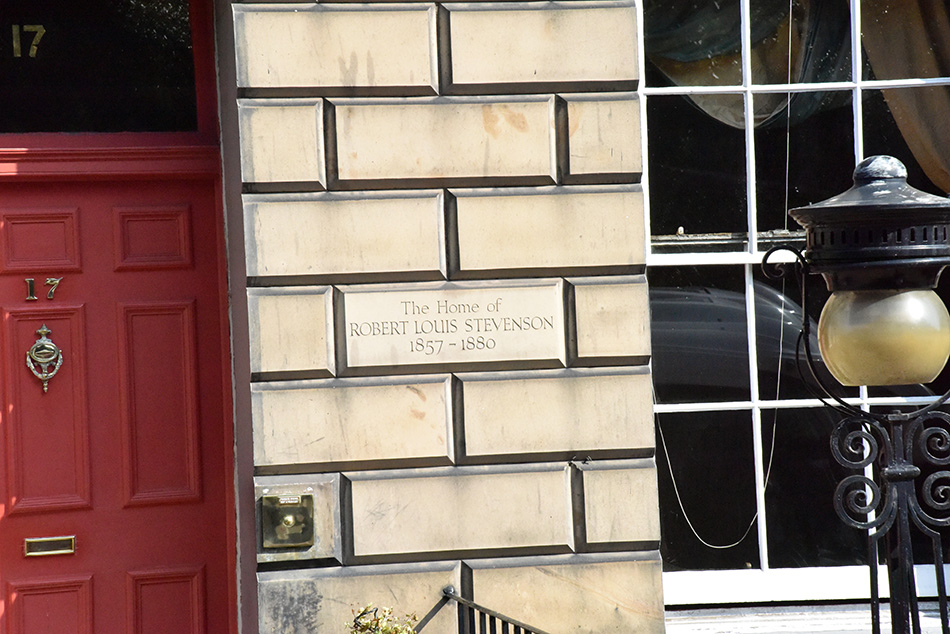 17
17
The Home of
ROBERT LOUIS STEVENSON
1857 - 1880